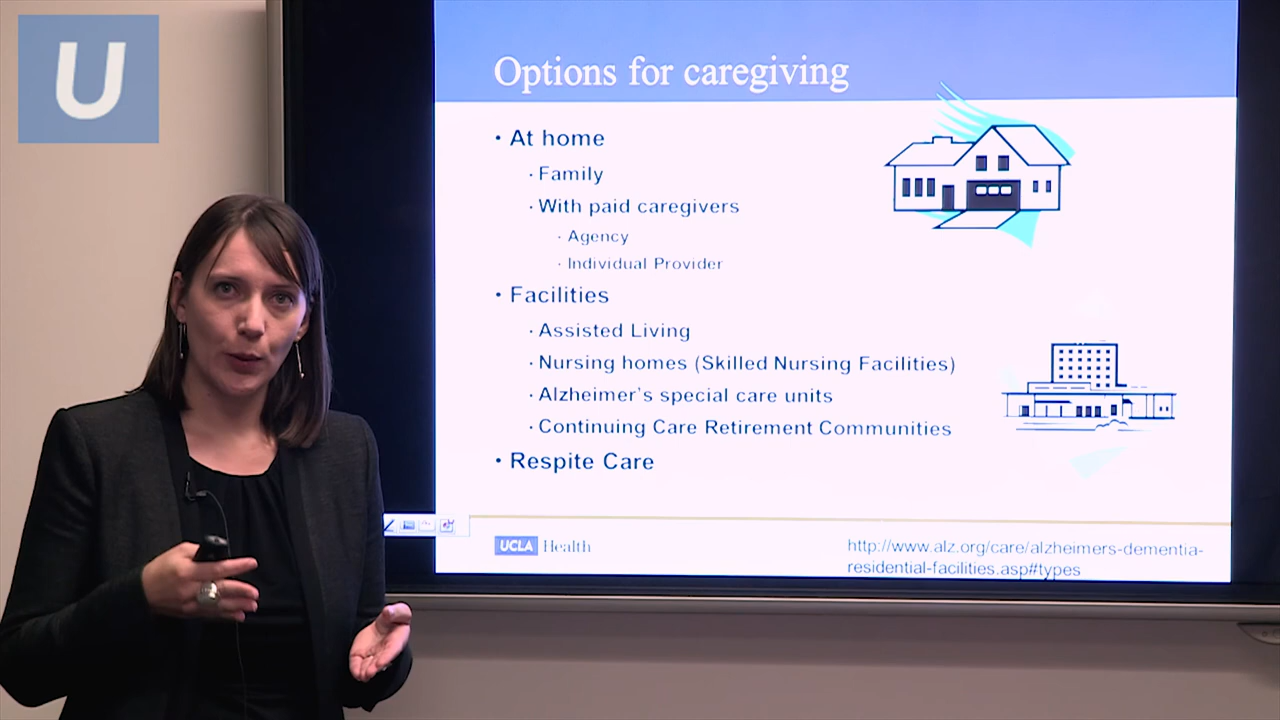 U
Options for caregiving
• At home
· Family
· With paid caregivers
· Agency
· Individual Provider
• Facilities
· Assisted Living
· Nursing homes (Skilled Nursing Facilities)
· Alzheimer's special care units
· Continuing Care Retirement Communities
• Respite Care
UCLA Health
http://www.alz.org/care/alzheimers-dementia-
residential-facilities.asp#types